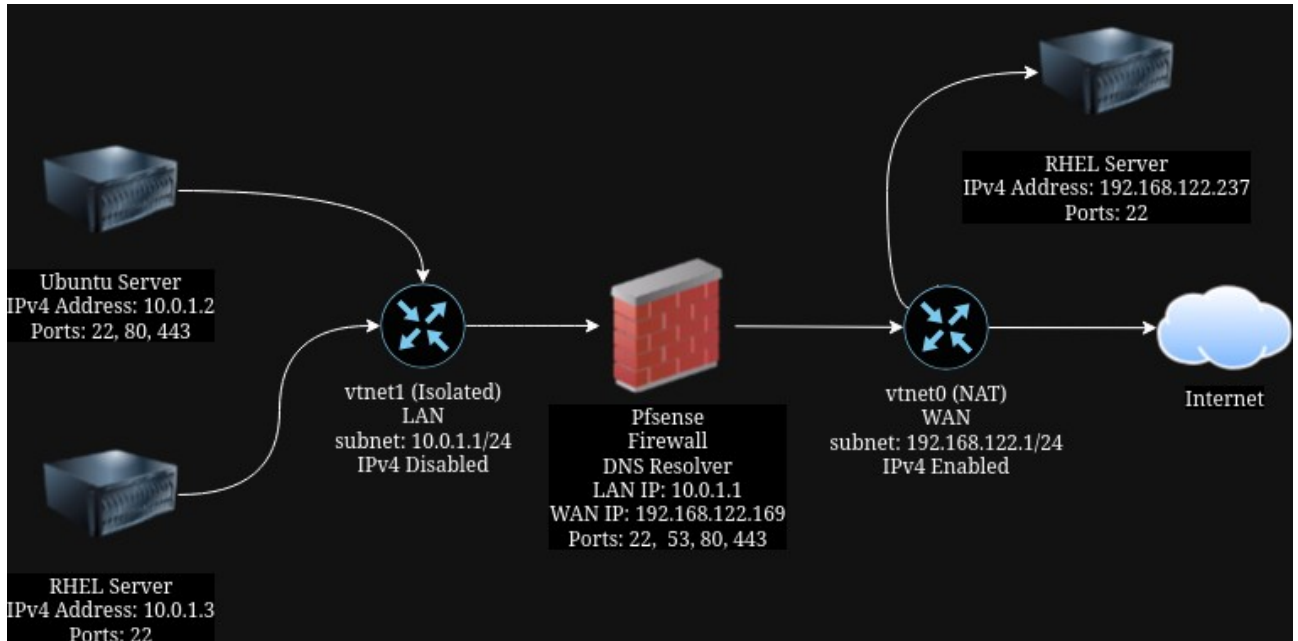 RHEL Server
IPv4 Address: 192.168.122.237
Ports: 22
Ubuntu Server
IPv4 Address: 10.0.1.2
Ports: 22, 80, 443
vtnet1 (Isolated)
LAN
subnet: 10.0.1.1/24
IPv4 Disabled
Pfsense
Firewall
DNS Resolver
LAN IP: 10.0.1.1
WAN IP: 192.168.122.169
Ports: 22, 53, 80, 443
vtnet0 (NAT)
WAN
subnet: 192.168.122.1/24
IPv4 Enabled
Internet
RHEL Server
IPv4 Address: 10.0.1.3
Ports: 22